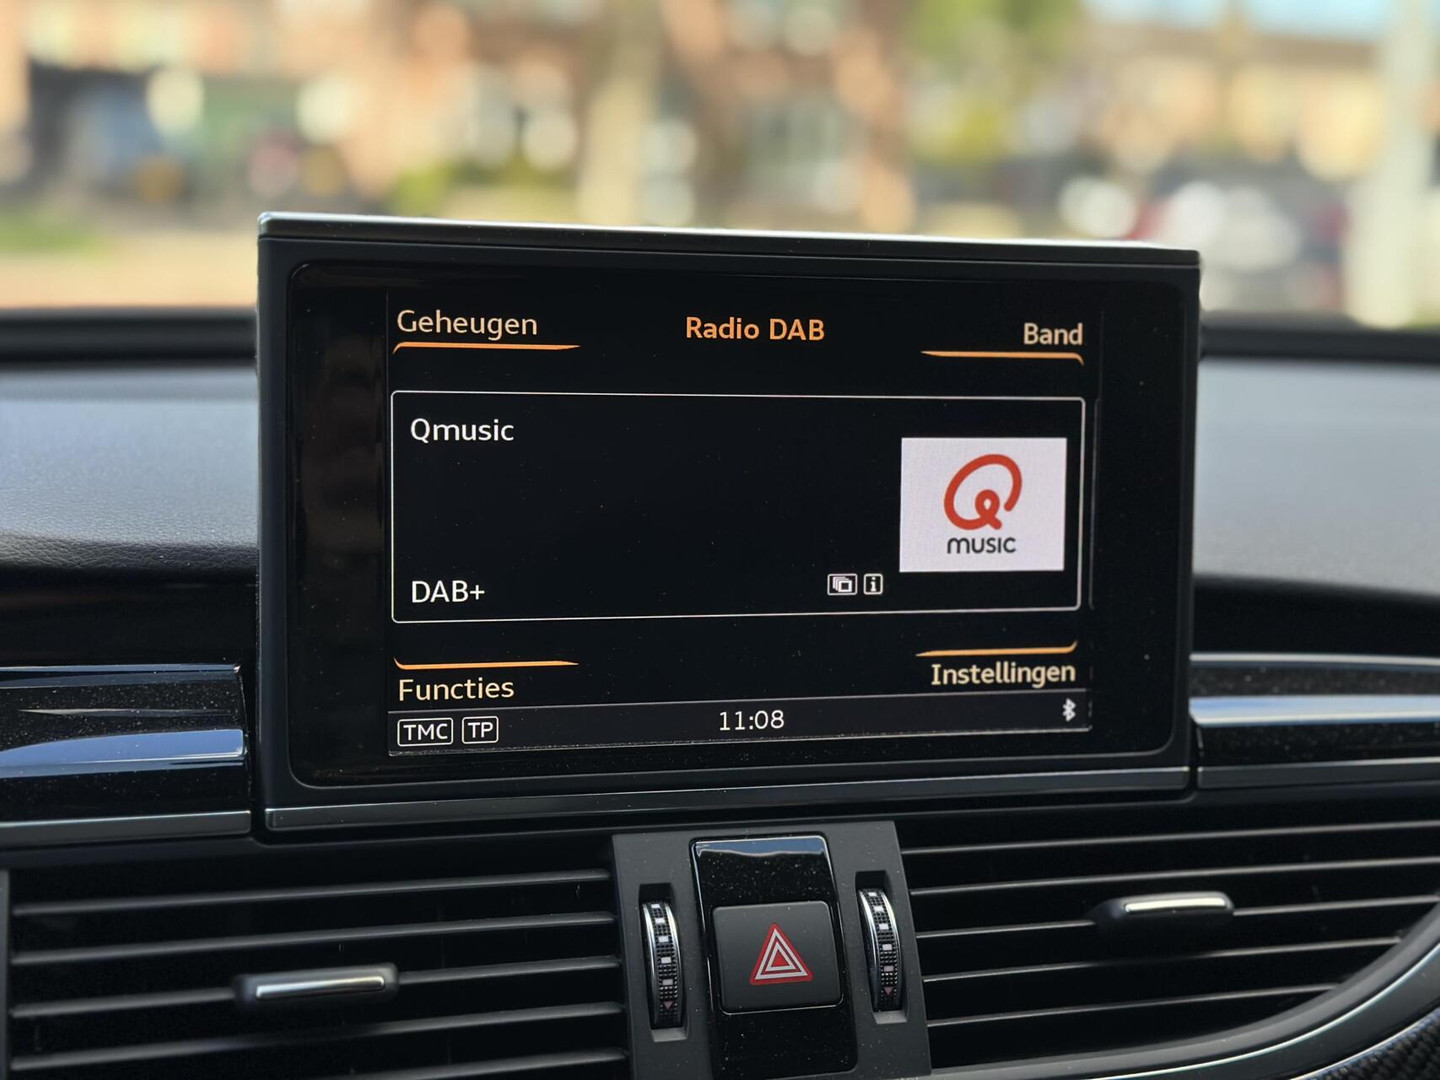 Geheugen
Radio DAB
Band
Qmusic
Q
MUSIC
DAB+
i
Functies
Instellingen
TMC
TP
11:08